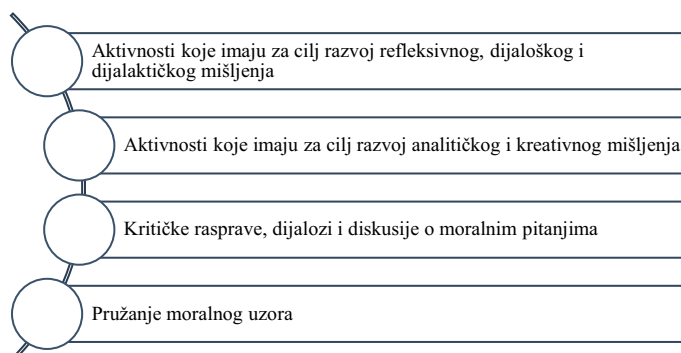 Aktivnosti koje imaju za cilj razvoj refleksivnog, dijaloškog i
dijalaktičkog mišljenja
Aktivnosti koje imaju za cilj razvoj analitičkog i kreativnog mišljenja
Kritičke rasprave, dijalozi i diskusije o moralnim pitanjima
Pružanje moralnog uzora